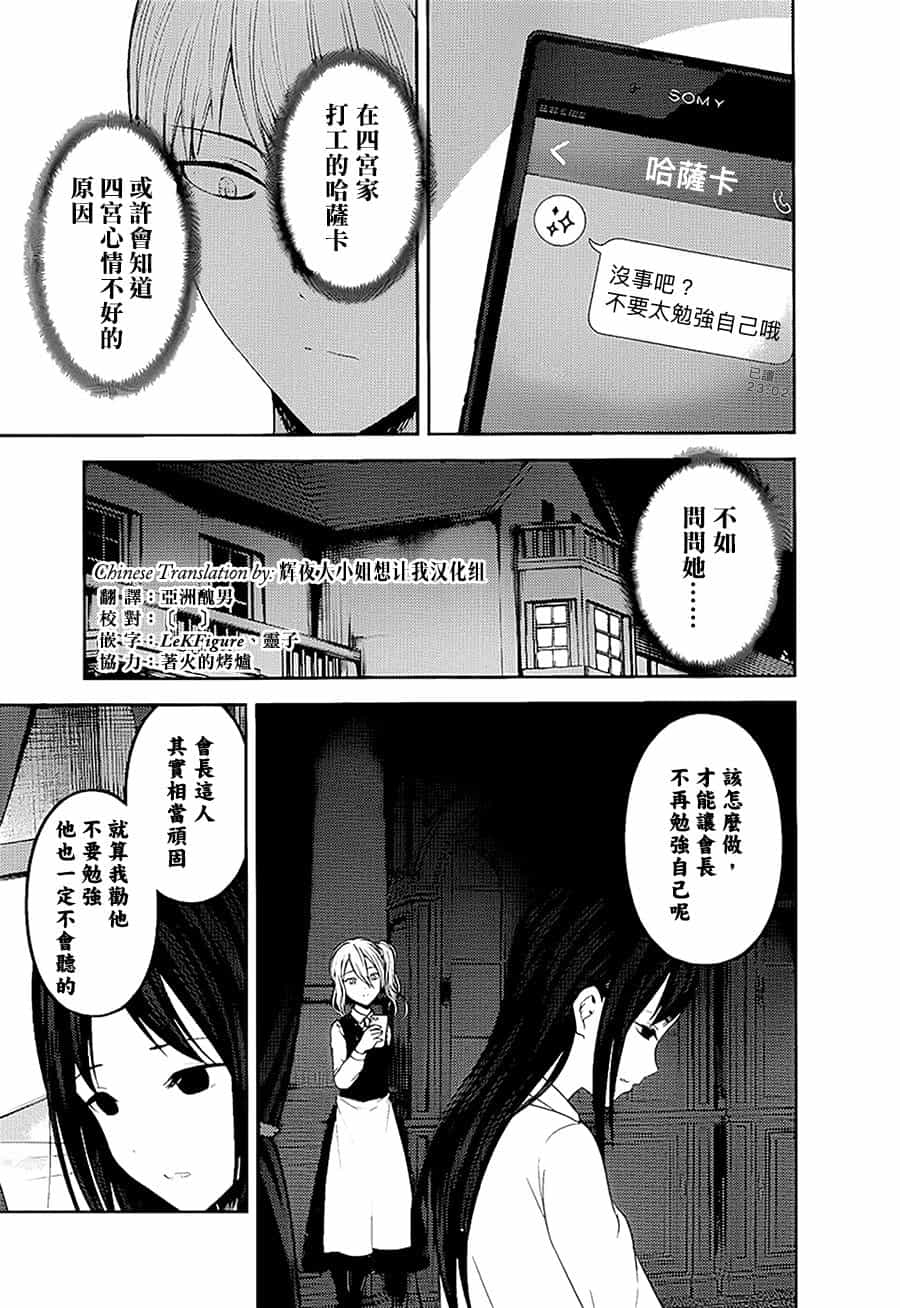 SOMY
哈薩卡
沒事吧？
不要太勉強自己哦
已讀
23:02
在四宮家
打工的哈薩卡
或許會知道
四宮心情不好的
原因
不如
問問她……
Chinese Translation by: 辉夜大小姐想让我汉化组
翻譯：亞洲醜男
校對：〔　〕
嵌字：LeKFigure、靈子
協力：著火的烤爐
該怎麼做，
才能讓會長
不再勉強自己呢
會長這人
其實相當頑固
就算我勸他
不要勉強
他也一定不會聽的